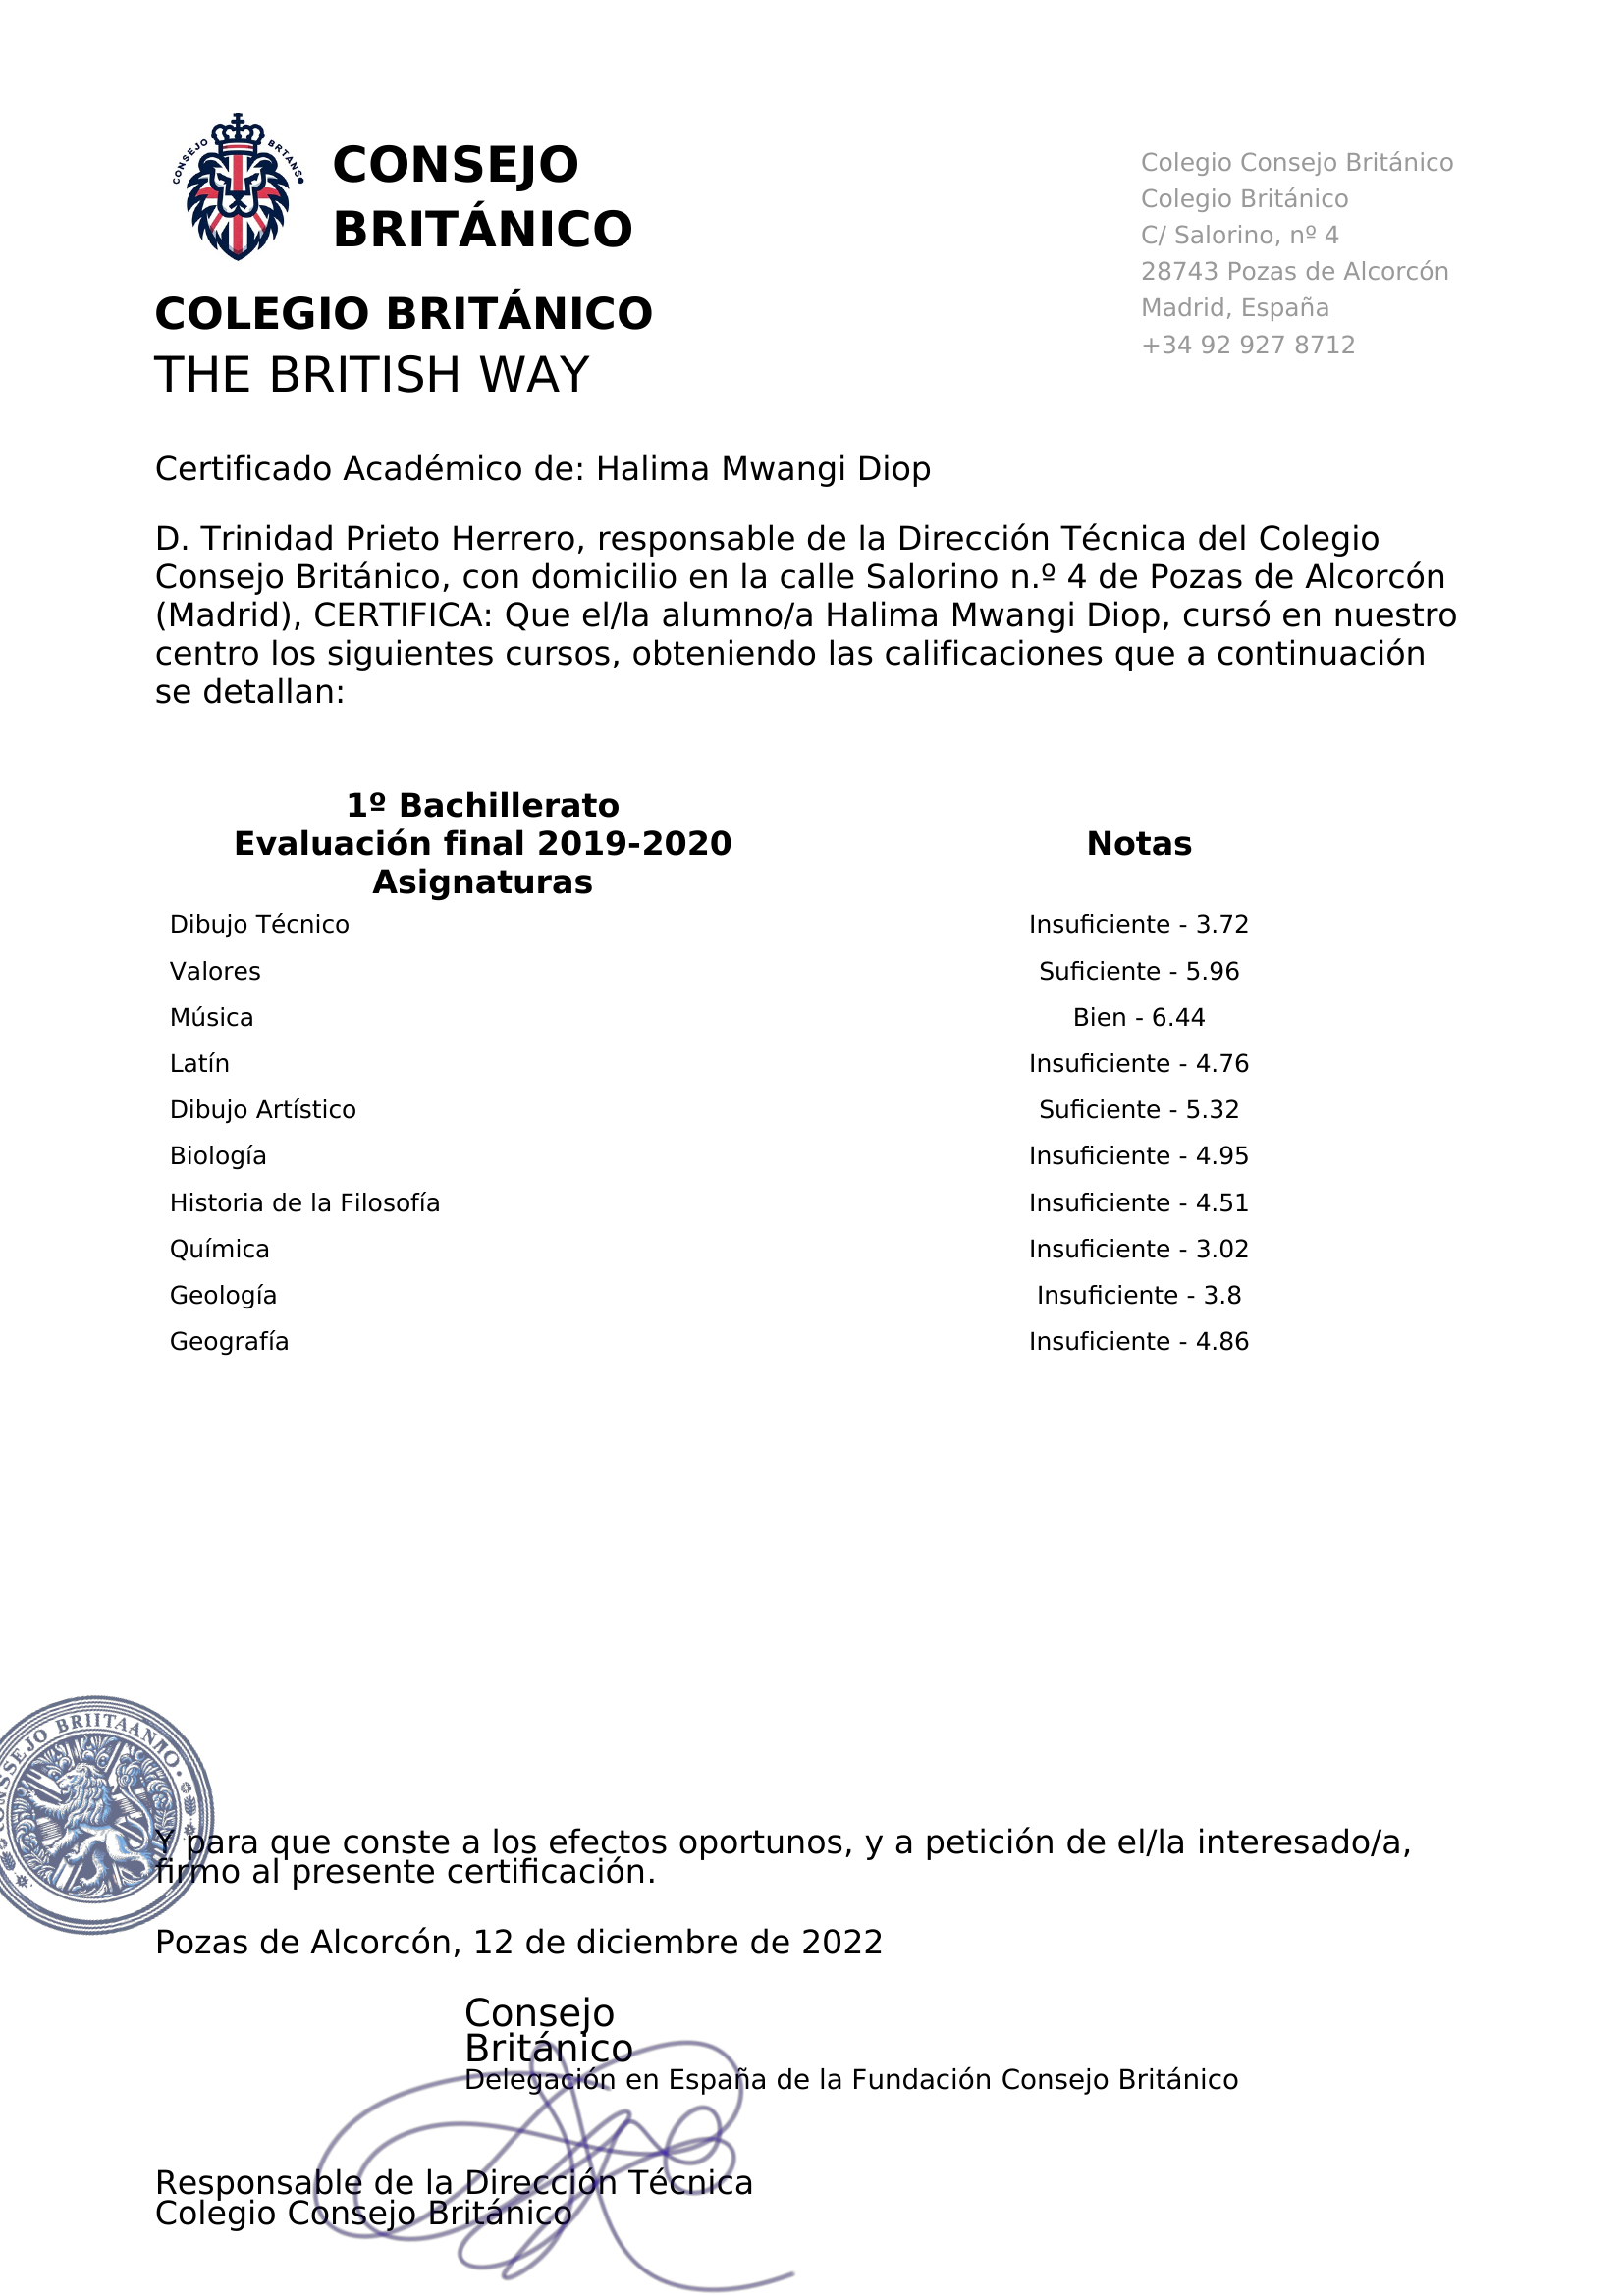 CONSEJO BRTANS
CONSEJO
BRITÁNICO
COLEGIO BRITÁNICO
THE BRITISH WAY
Colegio Consejo Británico
Colegio Británico
C/ Salorino, nº 4
28743 Pozas de Alcorcón
Madrid, España
+34 92 927 8712
Certificado Académico de: Halima Mwangi Diop
D. Trinidad Prieto Herrero, responsable de la Dirección Técnica del Colegio
Consejo Británico, con domicilio en la calle Salorino n.º 4 de Pozas de Alcorcón
(Madrid), CERTIFICA: Que el/la alumno/a Halima Mwangi Diop, cursó en nuestro
centro los siguientes cursos, obteniendo las calificaciones que a continuación
se detallan:
1º Bachillerato
Evaluación final 2019-2020 Notas
Asignaturas
Dibujo Técnico Insuficiente - 3.72
Valores Suficiente - 5.96
Música Bien - 6.44
Latín Insuficiente - 4.76
Dibujo Artístico Suficiente - 5.32
Biología Insuficiente - 4.95
Historia de la Filosofía Insuficiente - 4.51
Química Insuficiente - 3.02
Geología Insuficiente - 3.8
Geografía Insuficiente - 4.86
BRIITAANIO
Y para que conste a los efectos oportunos, y a petición de el/la interesado/a,
firmo al presente certificación.
Pozas de Alcorcón, 12 de diciembre de 2022
Consejo
Británico
Delegación en España de la Fundación Consejo Británico
Responsable de la Dirección Técnica
Colegio Consejo Británico